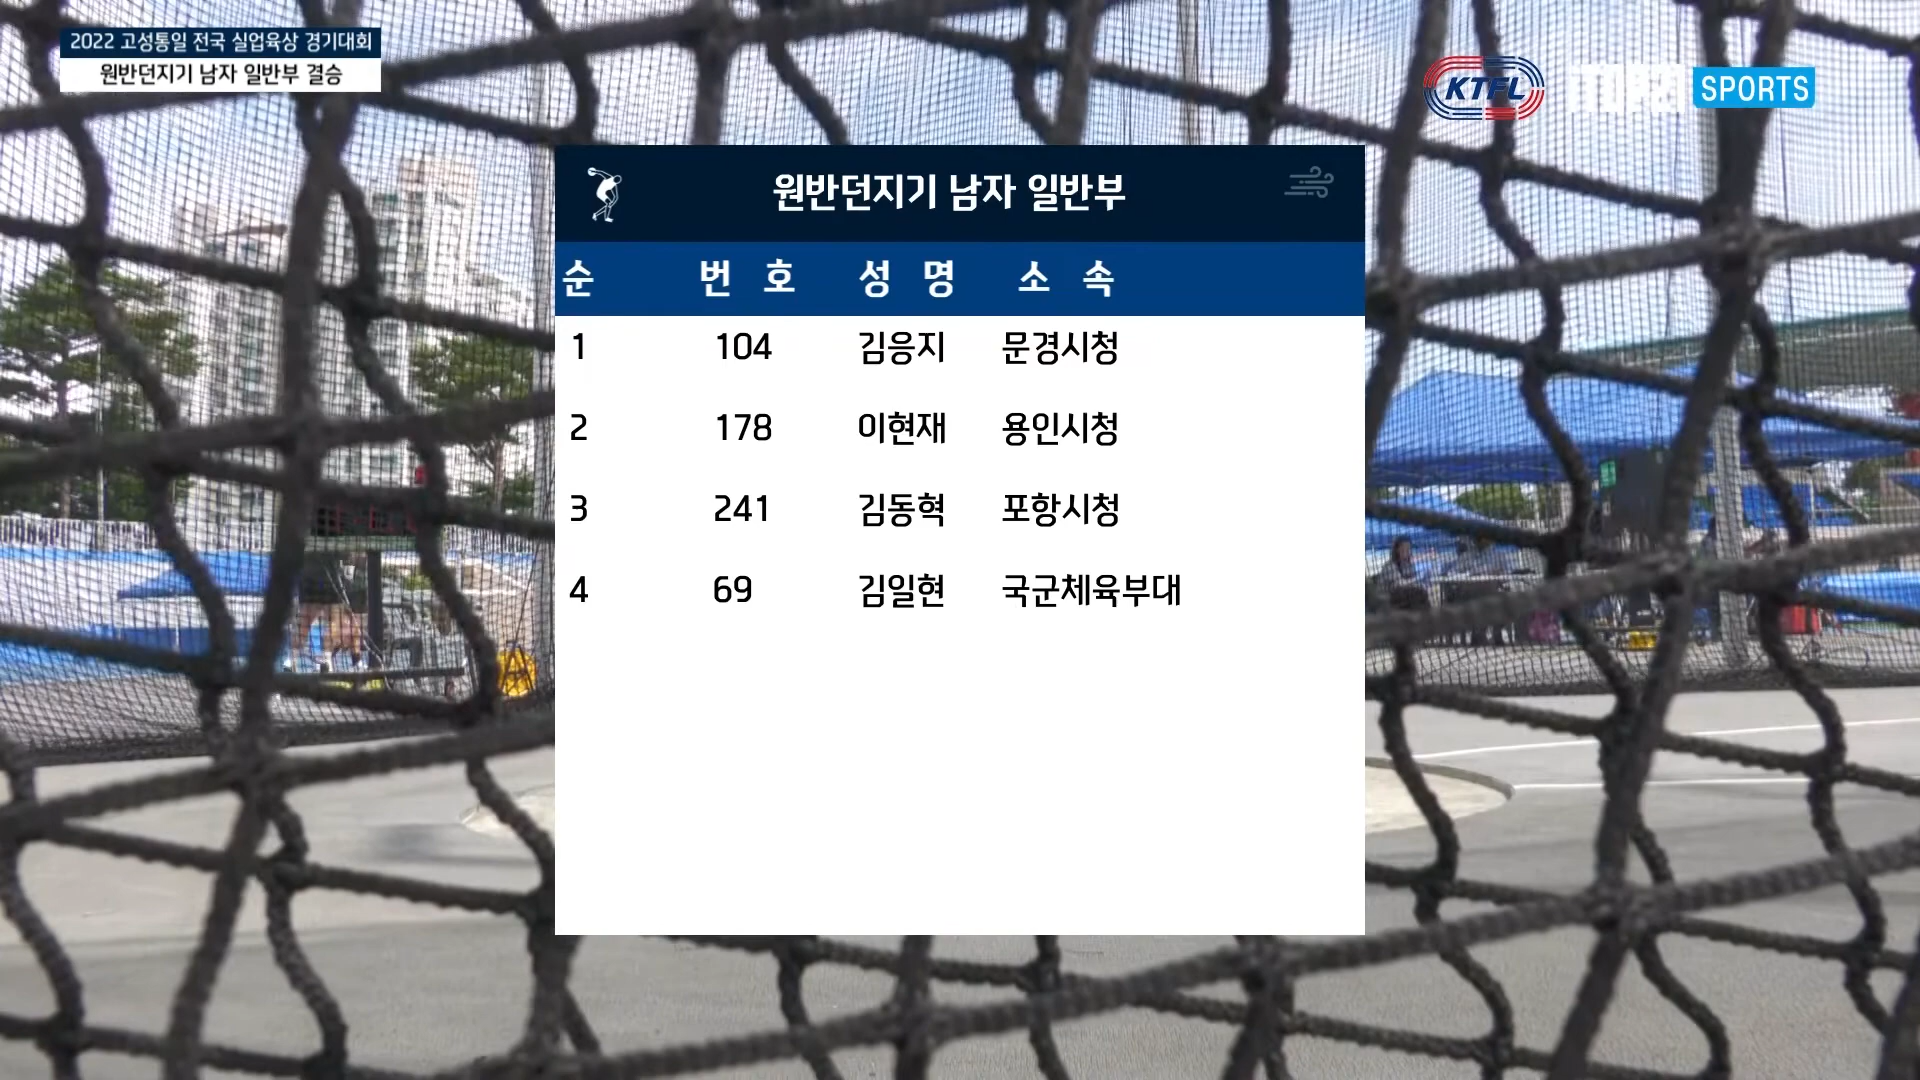 2022 고성통일 전국 실업육상 경기대회
원반던지기 남자 일반부 결승
KTFL
SPORTS
원반던지기 남자 일반부
순 번 호 성 명 소 속
1 104 김응지 문경시청
2 178 이현재 용인시청
3 241 김동혁 포항시청
4 69 김일현 국군체육부대